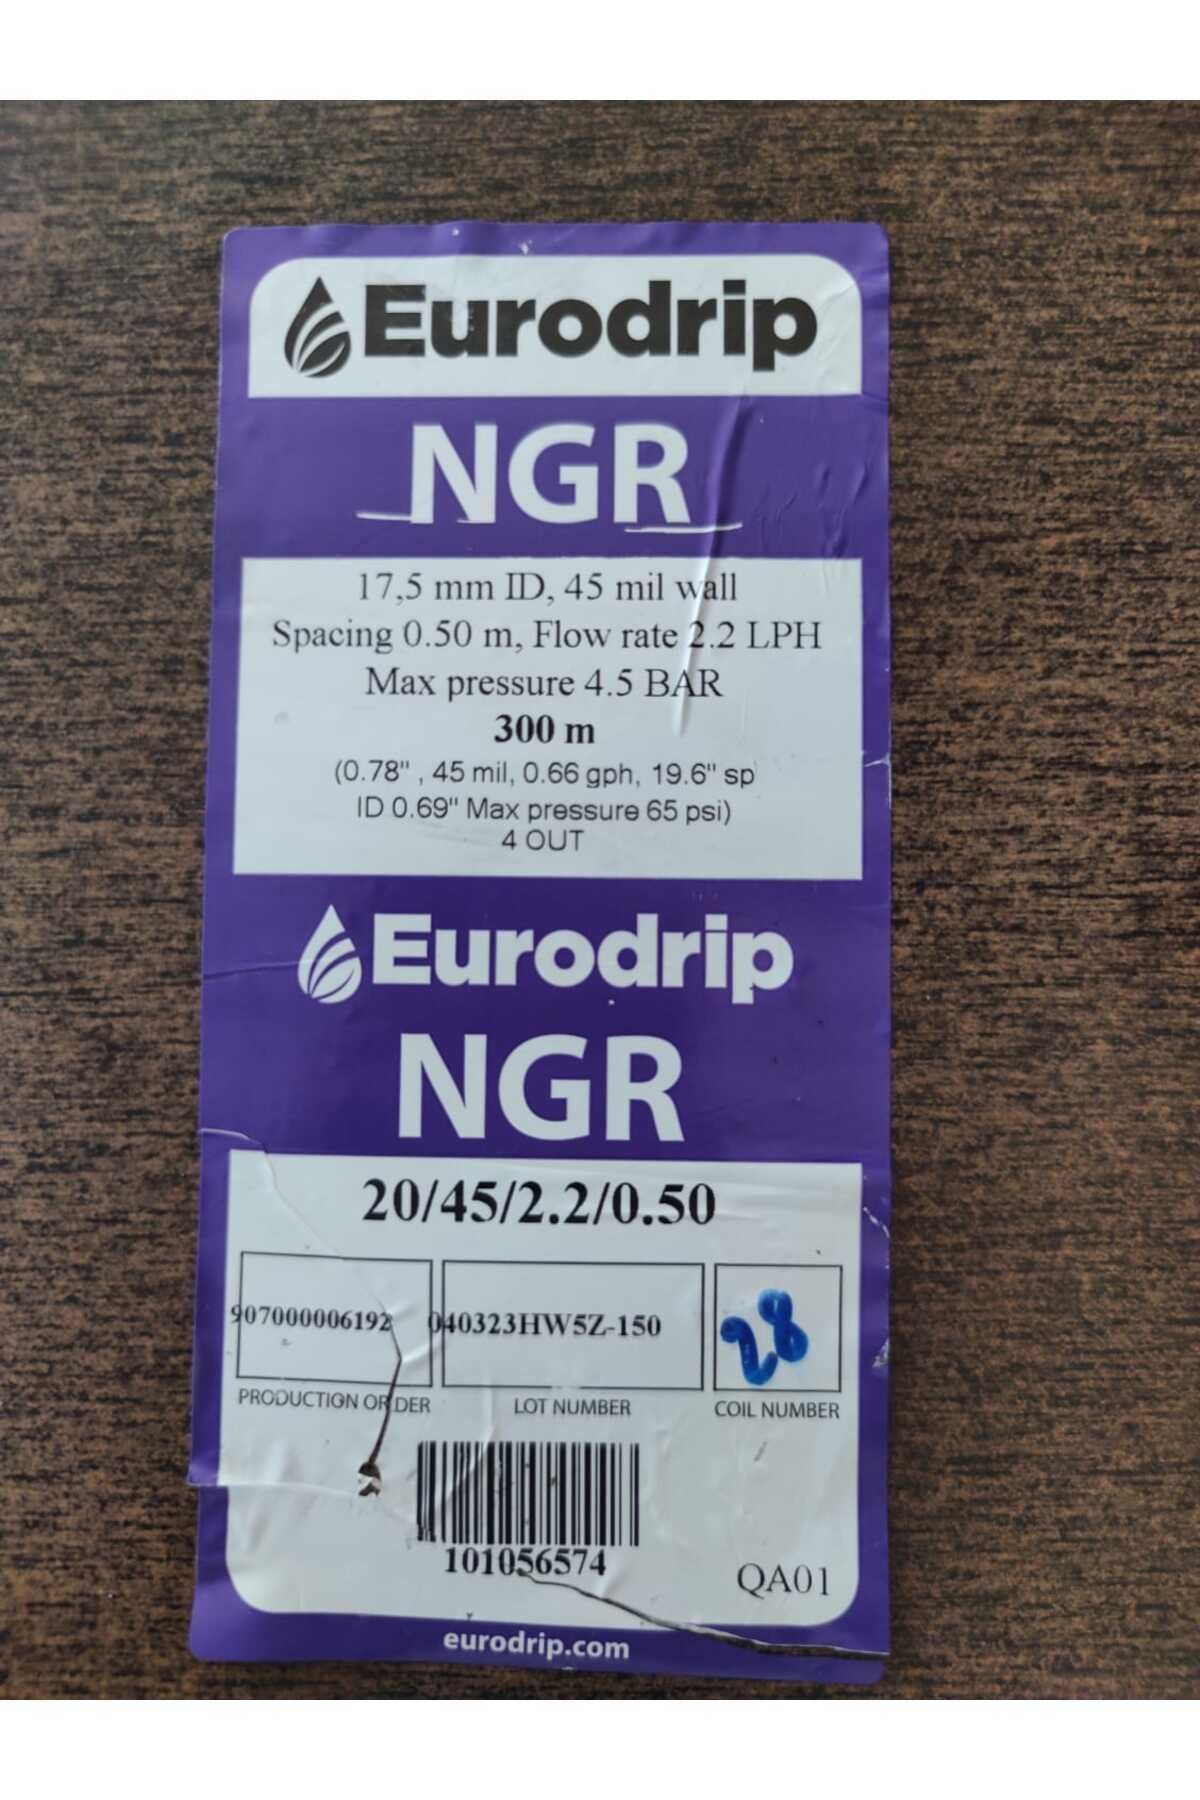 Eurodrip
NGR
17,5 mm ID, 45 mil wall
Spacing 0.50 m, Flow rate 2.2 LPH
Max pressure 4.5 BAR
300 m
(0.78" , 45 mil, 0.66 gph, 19.6" sp
ID 0.69" Max pressure 65 psi)
4 OUT
Eurodrip
NGR
20/45/2.2/0.50
907000006192 040323HW5Z-150 28
PRODUCTION ORDER LOT NUMBER COIL NUMBER
101056574
QA01
eurodrip.com